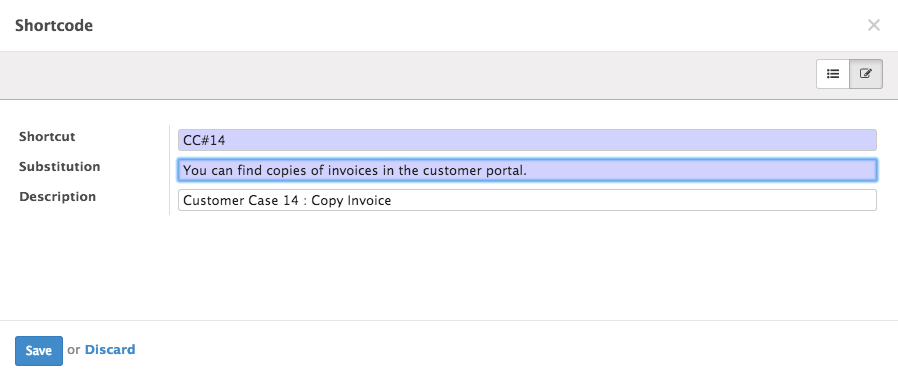 Shortcode
Shortcut
CC#14
Substitution
You can find copies of invoices in the customer portal.
Description
Customer Case 14 : Copy Invoice
Save or Discard